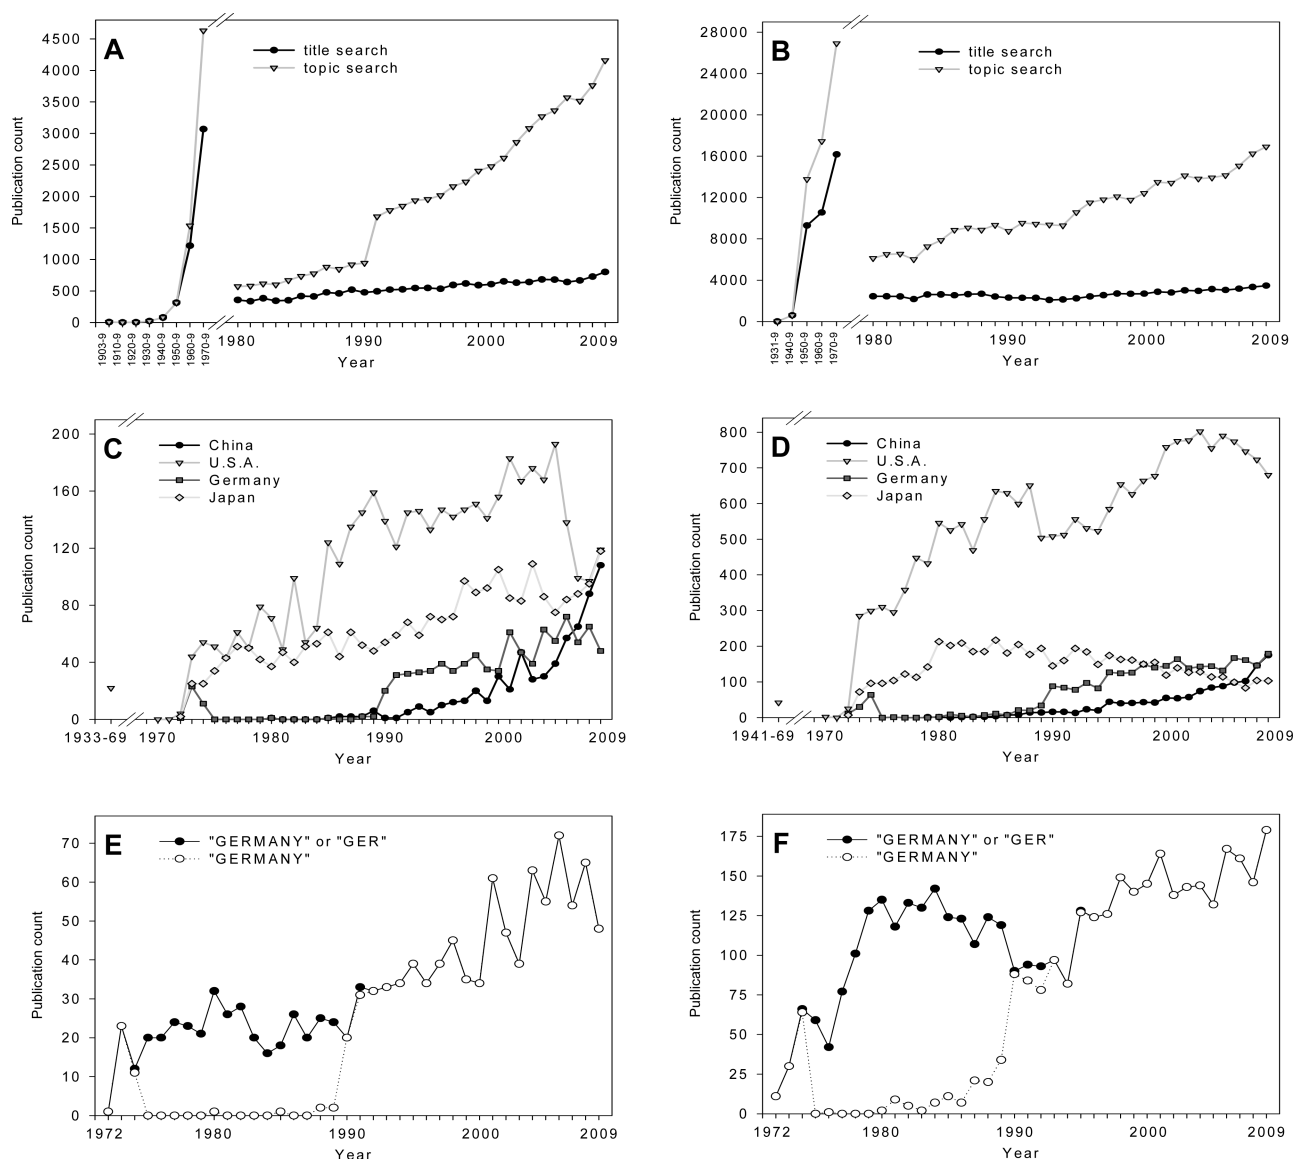 A
title search
topic search
4500
4000
3500
3000
2500
2000
1500
1000
500
0
Publication count
1903-9
1910-9
1920-9
1930-9
1940-9
1950-9
1960-9
1970-9
1980
1990
2000
2009
Year
B
title search
topic search
28000
24000
20000
16000
12000
8000
4000
0
Publication count
1931-9
1940-9
1950-9
1960-9
1970-9
1980
1990
2000
2009
Year
C
China
U.S.A.
Germany
Japan
200
160
120
80
40
0
Publication count
1933-69
1970
1980
1990
2000
2009
Year
D
China
U.S.A.
Germany
Japan
800
700
600
500
400
300
200
100
0
Publication count
1941-69
1970
1980
1990
2000
2009
Year
E
"GERMANY" or "GER"
"GERMANY"
70
60
50
40
30
20
10
0
Publication count
1972
1980
1990
2000
2009
Year
F
"GERMANY" or "GER"
"GERMANY"
175
150
125
100
75
50
25
0
Publication count
1972
1980
1990
2000
2009
Year